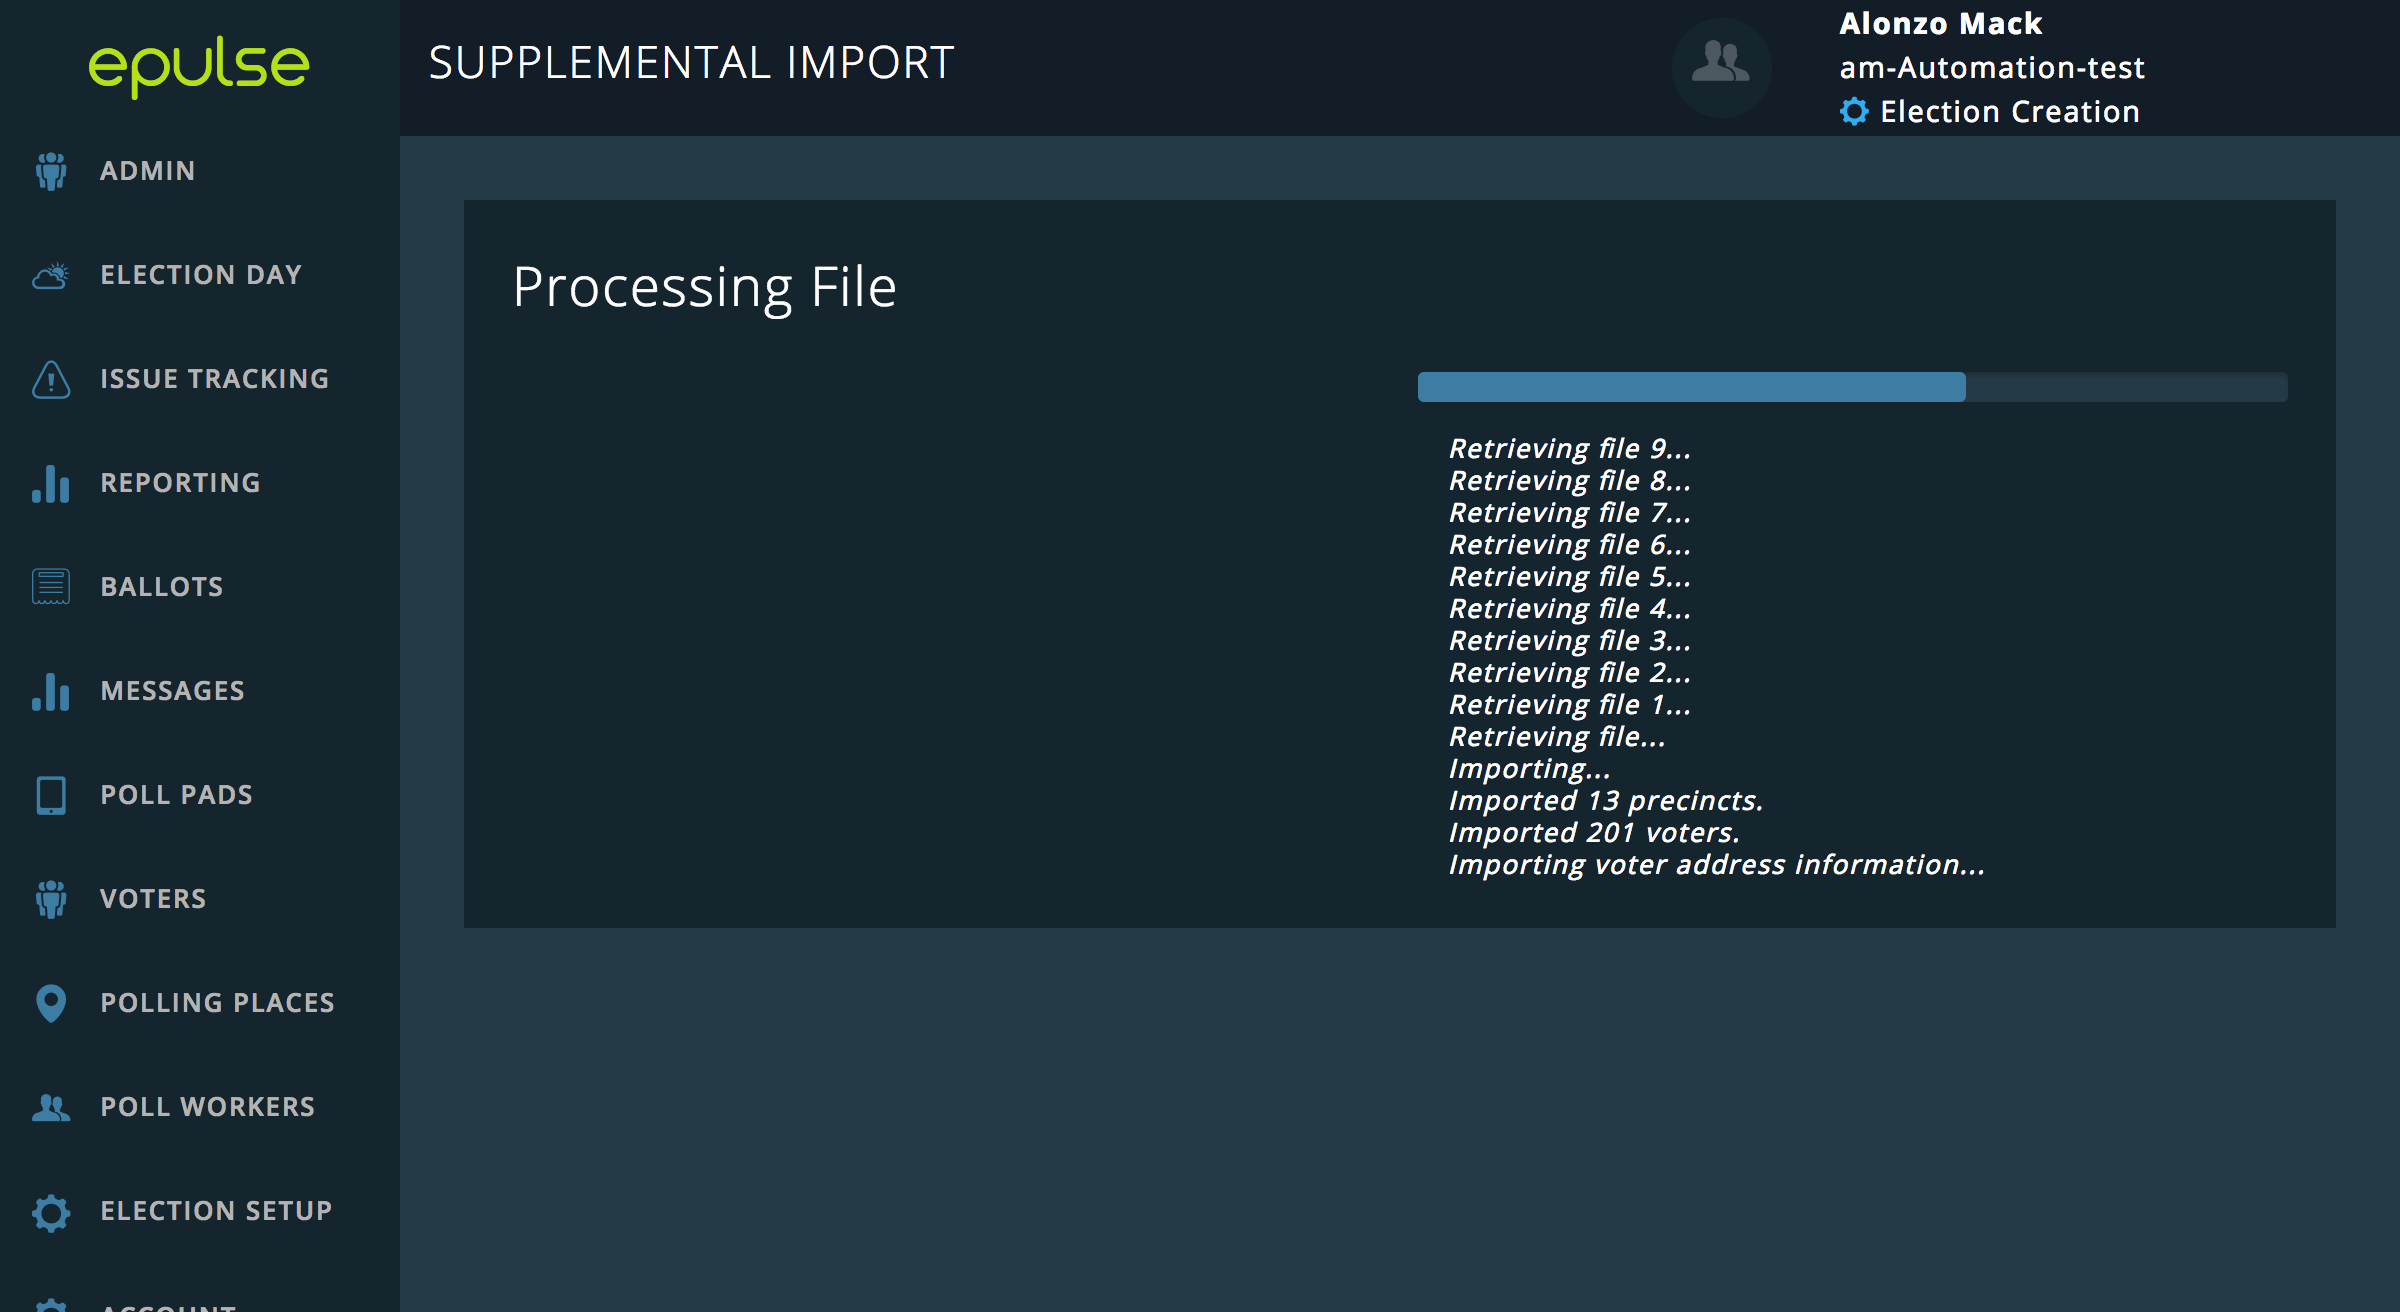 epulse
SUPPLEMENTAL IMPORT
Alonzo Mack
am-Automation-test
Election Creation
ADMIN
ELECTION DAY
ISSUE TRACKING
REPORTING
BALLOTS
MESSAGES
POLL PADS
VOTERS
POLLING PLACES
POLL WORKERS
ELECTION SETUP
ACCOUNT
Processing File
Retrieving file 9...
Retrieving file 8...
Retrieving file 7...
Retrieving file 6...
Retrieving file 5...
Retrieving file 4...
Retrieving file 3...
Retrieving file 2...
Retrieving file 1...
Retrieving file...
Importing...
Imported 13 precincts.
Imported 201 voters.
Importing voter address information...